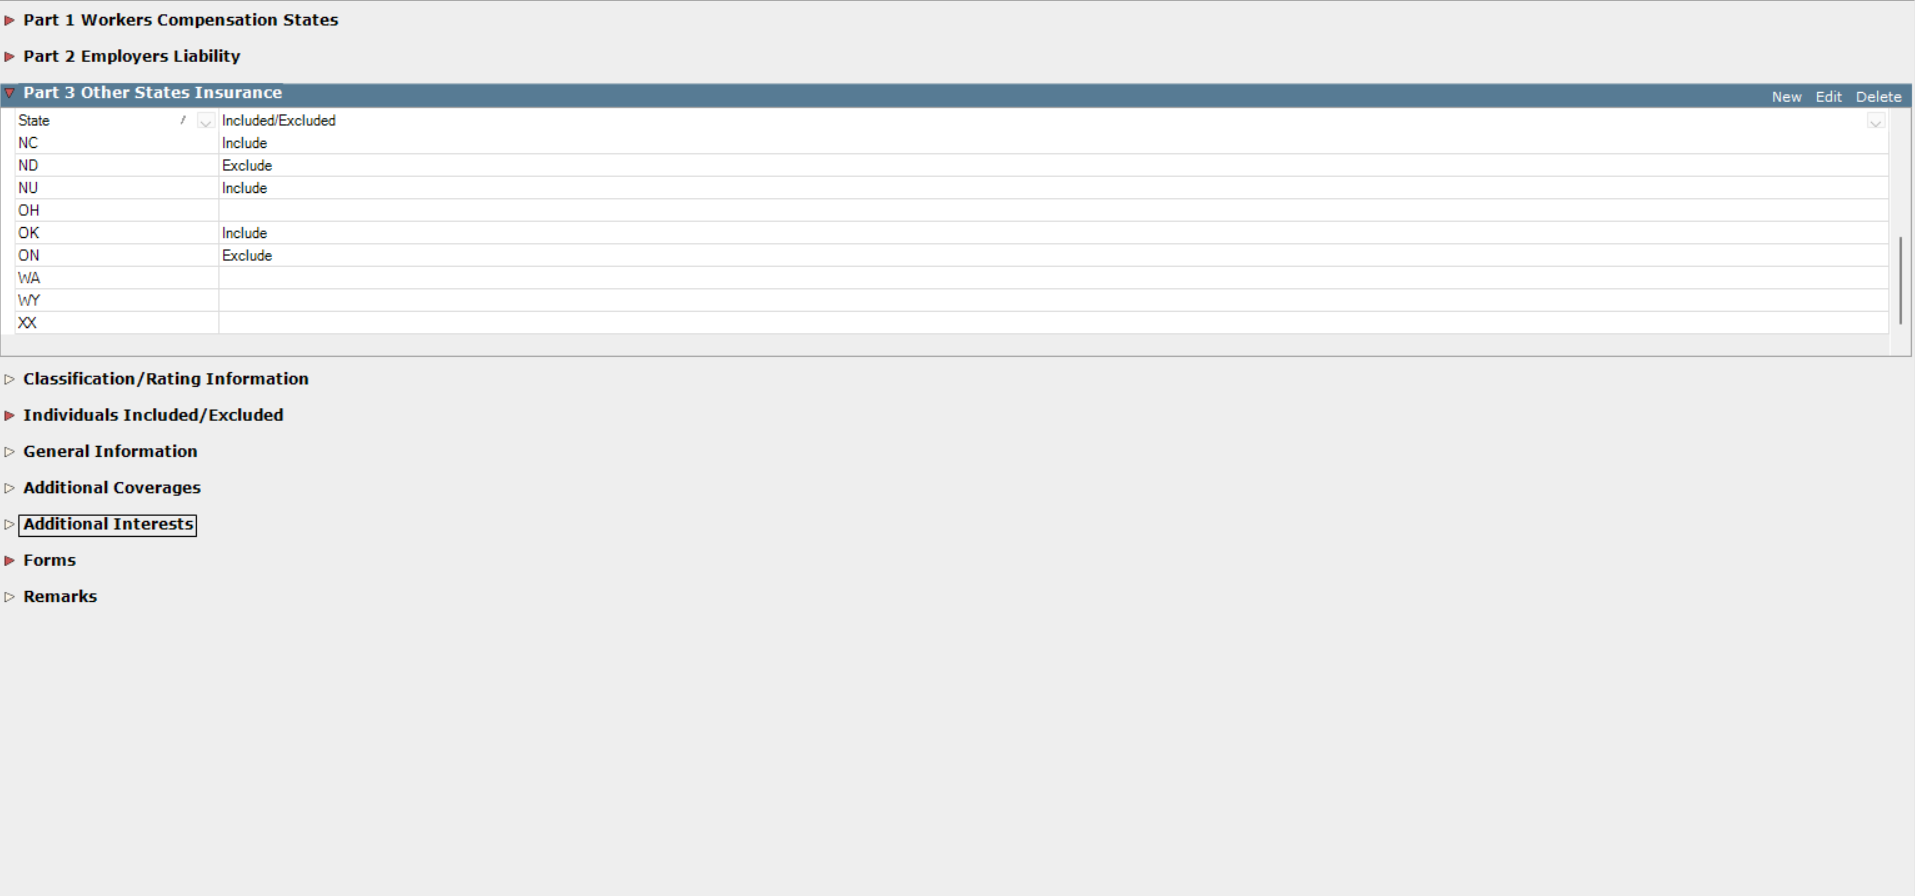 Part 1 Workers Compensation States
Part 2 Employers Liability
Part 3 Other States Insurance New Edit Delete
State / Included/Excluded
NC Include
ND Exclude
NU Include
OH
OK Include
ON Exclude
WA
WY
XX
Classification/Rating Information
Individuals Included/Excluded
General Information
Additional Coverages
Additional Interests
Forms
Remarks